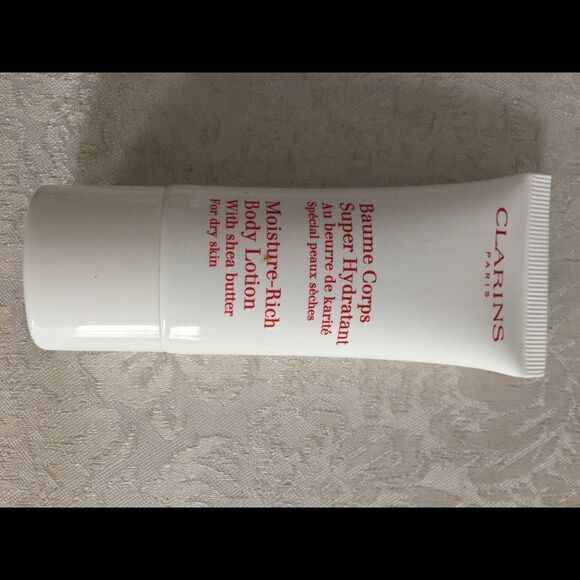 CLARINS
PARIS
Baume Corps
Super Hydratant
Au beurre de karité
Spécial peaux sèches
Moisture-Rich
Body Lotion
With shea butter
For dry skin